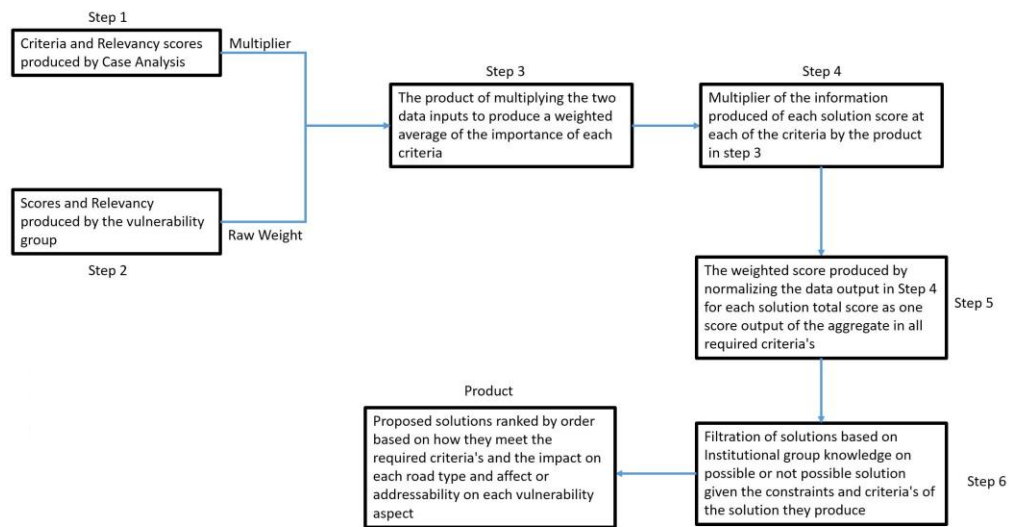 Step 1
Criteria and Relevancy scores
produced by Case Analysis
Multiplier
Scores and Relevancy
produced by the vulnerability
group
Raw Weight
Step 2
Step 3
The product of multiplying the two
data inputs to produce a weighted
average of the importance of each
criteria
Step 4
Multiplier of the information
produced of each solution score at
each of the criteria by the product
in step 3
The weighted score produced by
normalizing the data output in Step 4
for each solution total score as one
score output of the aggregate in all
required criteria's
Step 5
Filtration of solutions based on
Institutional group knowledge on
possible or not possible solution
given the constraints and criteria's of
the solution they produce
Step 6
Product
Proposed solutions ranked by order
based on how they meet the
required criteria's and the impact on
each road type and affect or
addressability on each vulnerability
aspect